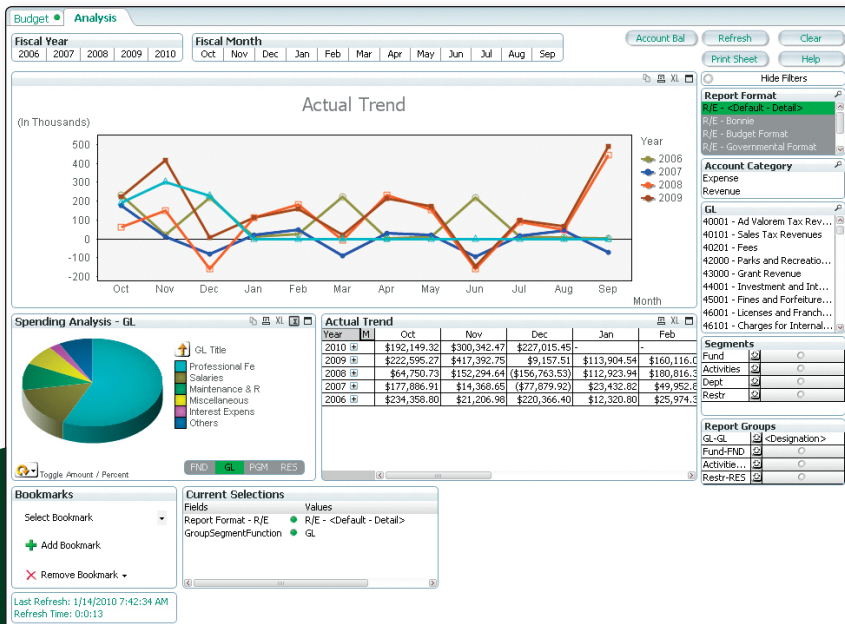 Budget Analysis
Fiscal Year
2006 2007 2008 2009 2010
Fiscal Month
Oct Nov Dec Jan Feb Mar Apr May Jun Jul Aug Sep
Account Bal Refresh Clear
Print Sheet Help
XL
Hide Filters
Actual Trend
(In Thousands)
500
400
300
200
100
0
-100
-200
Oct Nov Dec Jan Feb Mar Apr May Jun Jul Aug Sep
Month
Year
2006
2007
2008
2009
Report Format
R/E - <Default - Detail>
R/E - Bonnie
R/E - Budget Format
R/E - Governmental Format
Account Category
Expense
Revenue
GL
40001 - Ad Valorem Tax Rev...
40101 - Sales Tax Revenues
40201 - Fees
42000 - Parks and Recreatio...
43000 - Grant Revenue
44001 - Investment and Int...
45001 - Fines and Forfeiture...
46001 - Licenses and Franch...
46101 - Charges for Internal...
Segments
Fund
Activities
Dept
Restr
Report Groups
GL-GL <Designation>
Fund-FND
Activitie...
Restr-RES
Spending Analysis - GL XL
GL Title
Professional Fe
Salaries
Maintenance & R
Miscellaneous
Interest Expens
Others
Toggle Amount / Percent
FND GL PGM RES
Actual Trend XL
Year M Oct Nov Dec Jan Feb
2010 $192,149.32 $300,342.47 $227,015.45 - -
2009 $222,595.27 $417,392.75 $9,157.51 $113,904.54 $160,116.0
2008 $64,750.73 $152,294.64 ($156,763.53) $112,923.94 $180,816.3
2007 $177,886.91 $14,368.65 ($77,879.92) $23,432.82 $49,952.8
2006 $234,358.80 $21,206.98 $220,366.40 $12,320.80 $25,974.3
Bookmarks
Select Bookmark
Add Bookmark
Remove Bookmark
Current Selections
Fields Values
Report Format - R/E R/E - <Default - Detail>
GroupSegmentFunction GL
Last Refresh: 1/14/2010 7:42:34 AM
Refresh Time: 0:0:13